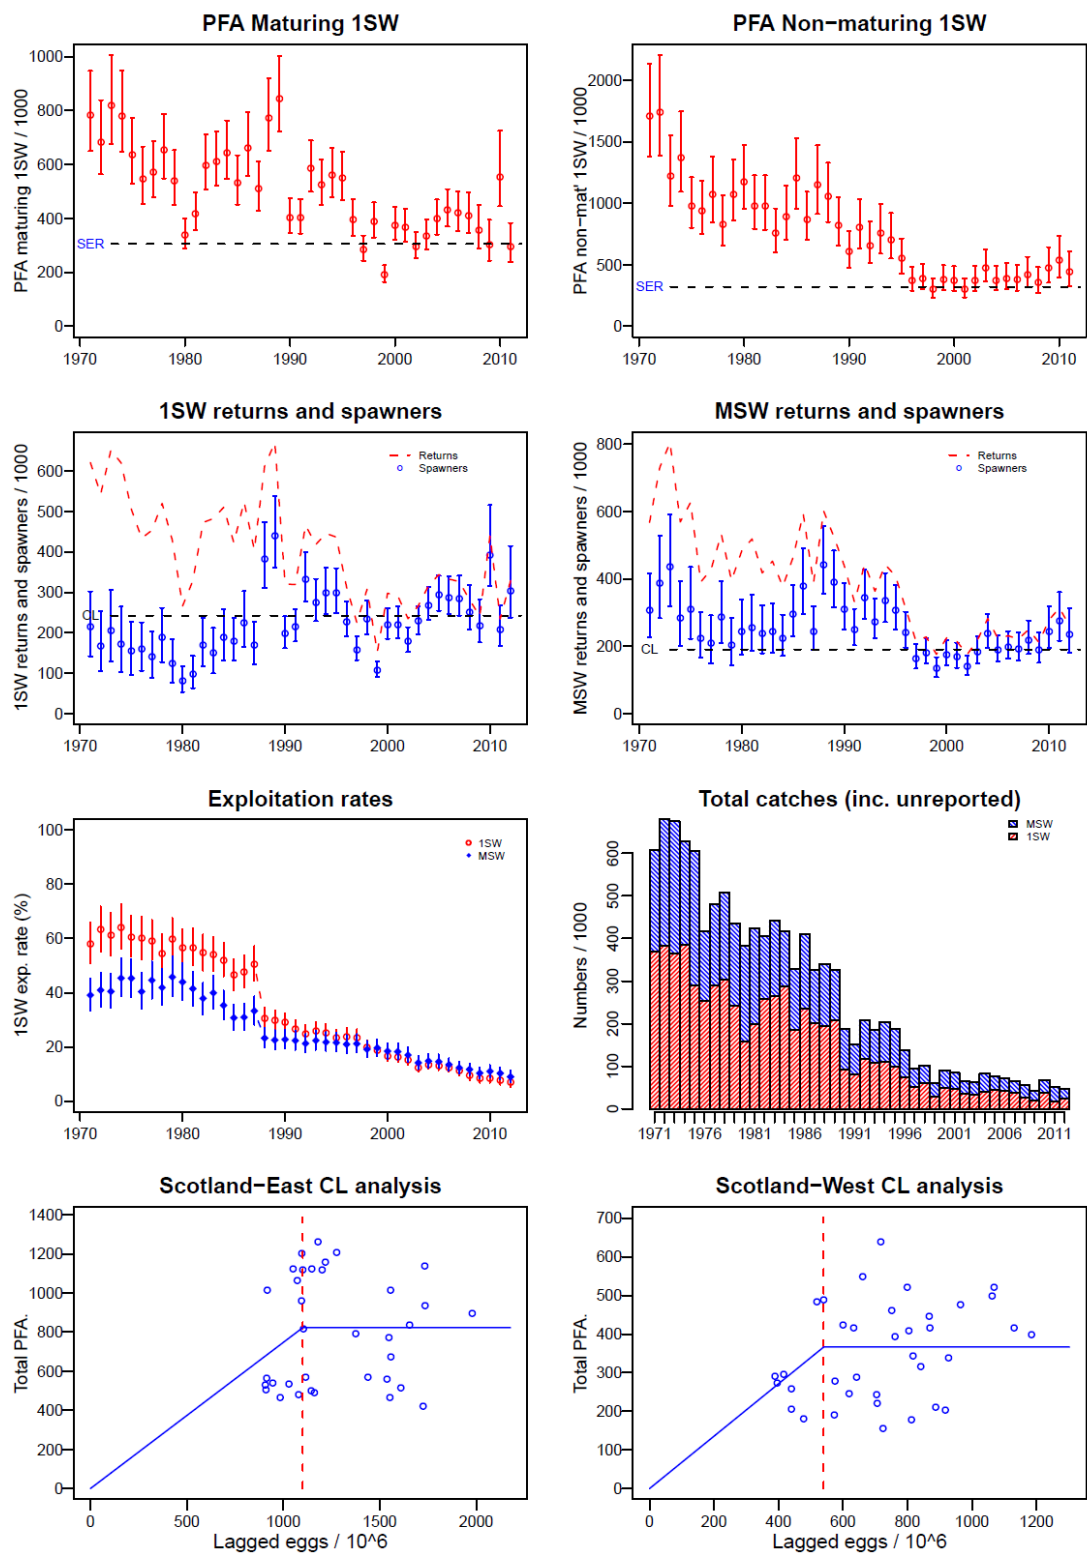 PFA Maturing 1SW
PFA maturing 1SW / 1000
1000
800
600
400
200
0
SER
1970 1980 1990 2000 2010
PFA Non−maturing 1SW
PFA non−mat' 1SW / 1000
2000
1500
1000
500
0
SER
1970 1980 1990 2000 2010
1SW returns and spawners
1SW returns and spawners / 1000
600
500
400
300
200
100
0
CL
Returns
Spawners
1970 1980 1990 2000 2010
MSW returns and spawners
MSW returns and spawners / 1000
800
600
400
200
0
CL
Returns
Spawners
1970 1980 1990 2000 2010
Exploitation rates
1SW exp. rate (%)
100
80
60
40
20
0
1SW
MSW
1970 1980 1990 2000 2010
Total catches (inc. unreported)
Numbers / 1000
600
500
400
300
200
100
0
MSW
1SW
1971 1976 1981 1986 1991 1996 2001 2006 2011
Scotland−East CL analysis
Total PFA.
1400
1200
1000
800
600
400
200
0
0 500 1000 1500 2000
Lagged eggs / 10^6
Scotland−West CL analysis
Total PFA.
700
600
500
400
300
200
100
0
0 200 400 600 800 1000 1200
Lagged eggs / 10^6